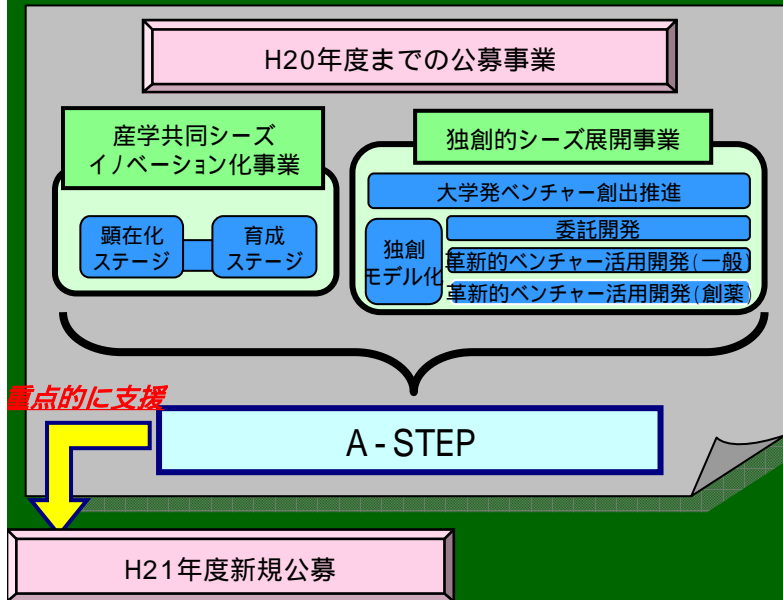 H20年度までの公募事業
産学共同シーズ
イノベーション化事業
顕在化
ステージ
育成
ステージ
独創的シーズ展開事業
大学発ベンチャー創出推進
独創
モデル化
委託開発
革新的ベンチャー活用開発(一般)
革新的ベンチャー活用開発(創薬)
重点的に支援
A - STEP
H21年度新規公募